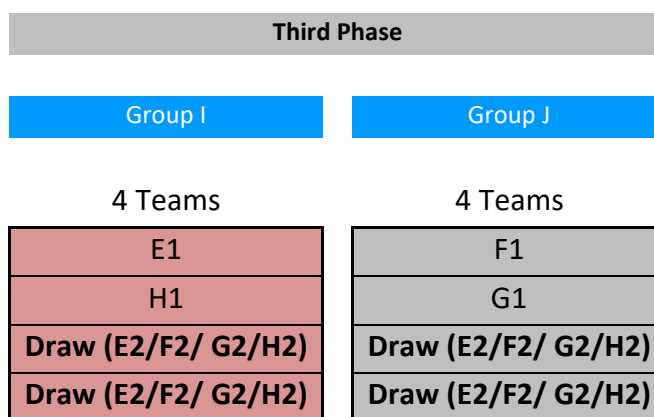 Third Phase
Group I
Group J
4 Teams
4 Teams
E1
F1
H1
G1
Draw (E2/F2/ G2/H2)
Draw (E2/F2/ G2/H2)
Draw (E2/F2/ G2/H2)
Draw (E2/F2/ G2/H2)